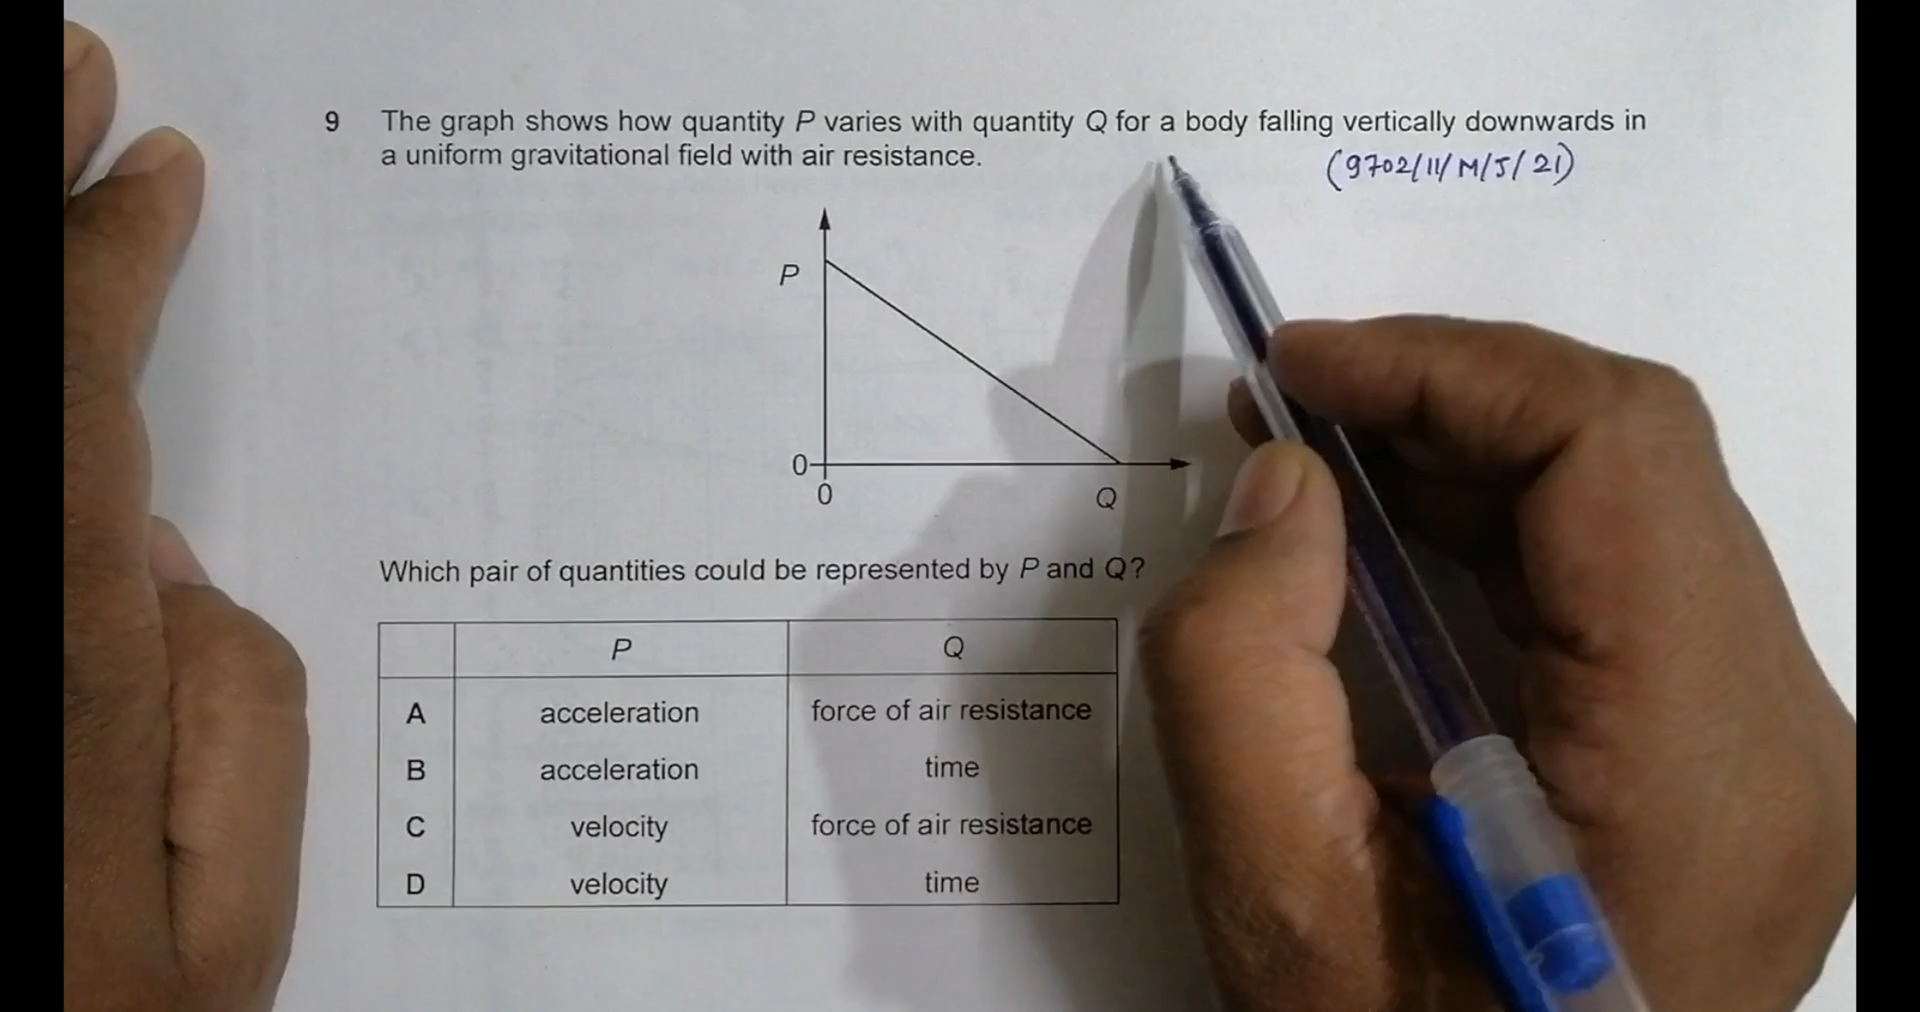 9 The graph shows how quantity P varies with quantity Q for a body falling vertically downwards in
a uniform gravitational field with air resistance.
(9702/11/M/J/21)
P
0
0
Q
Which pair of quantities could be represented by P and Q?
P Q
A acceleration force of air resistance
B acceleration time
C velocity force of air resistance
D velocity time